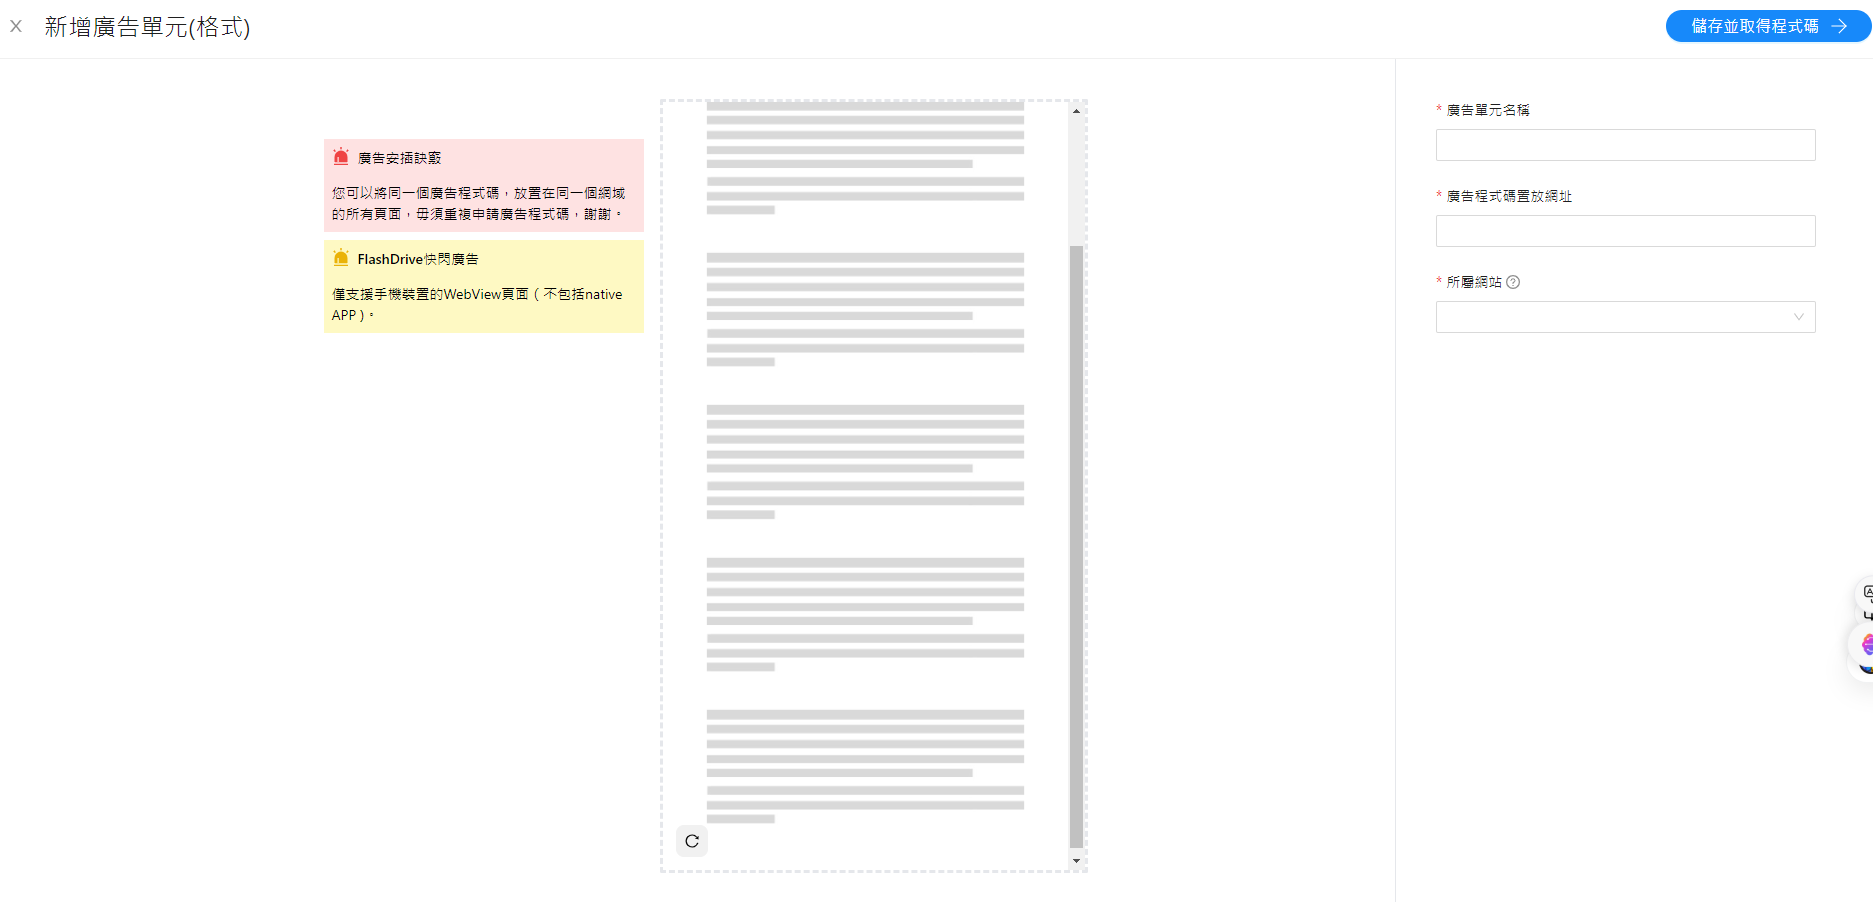 新增廣告單元(格式)
儲存並取得程式碼
廣告安插訣竅
您可以將同一個廣告程式碼，放置在同一個網域
的所有頁面，毋須重複申請廣告程式碼，謝謝。
FlashDrive快閃廣告
僅支援手機裝置的WebView頁面（不包括native
APP）。
* 廣告單元名稱
* 廣告程式碼置放網址
* 所屬網站